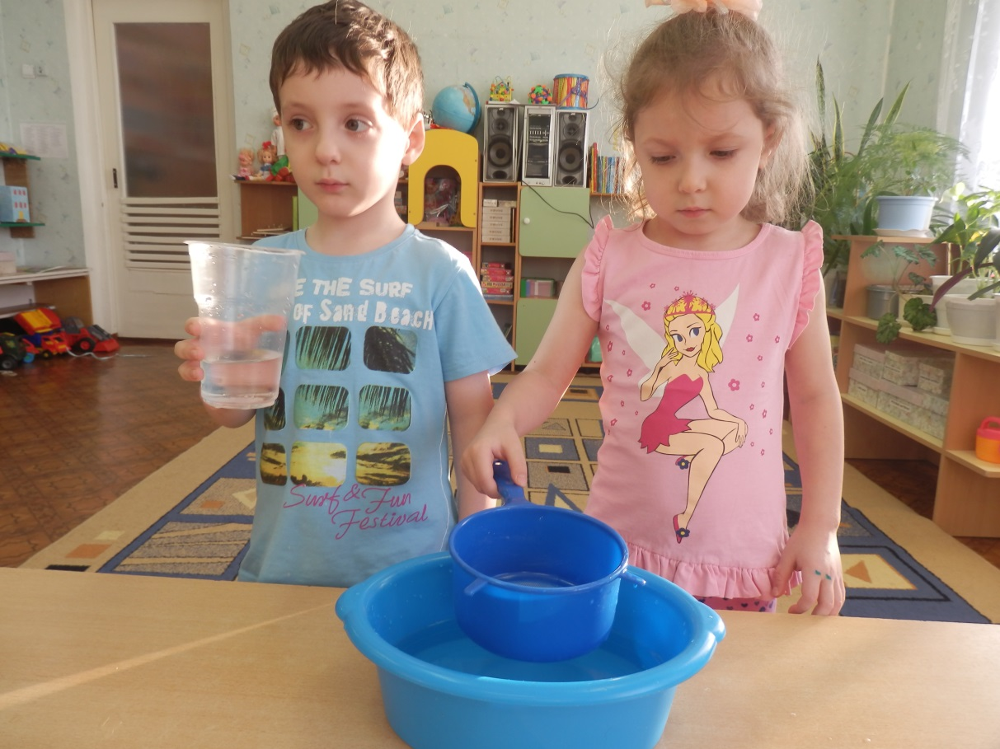 E THE SURF
OF Sand Beach
Surf & Fun
Festival